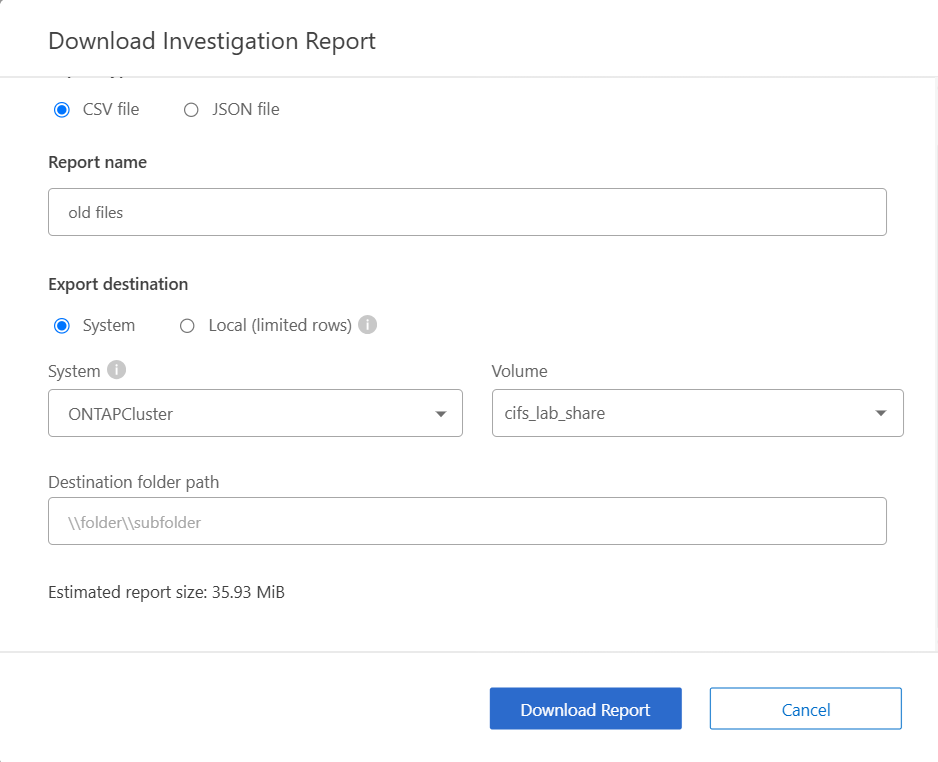 Download Investigation Report
CSV file JSON file
Report name
old files
Export destination
System Local (limited rows) i
System i Volume
ONTAPCluster cifs_lab_share
Destination folder path
\\folder\\subfolder
Estimated report size: 35.93 MiB
Download Report Cancel